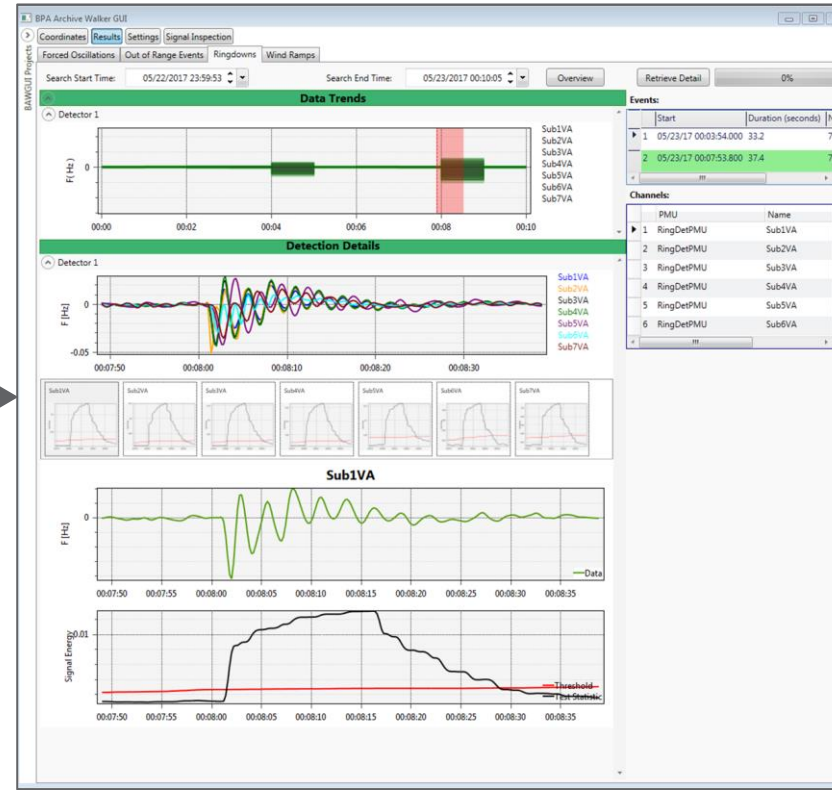 BPA Archive Walker GUI
BAWGUI Projects
Coordinates Results Settings Signal Inspection
Forced Oscillations Out of Range Events Ringdowns Wind Ramps
Search Start Time: 05/22/2017 23:59:53 Search End Time: 05/23/2017 00:10:05 Overview Retrieve Detail 0%
Data Trends
Detector 1
F( Hz )
0
Sub1VA
Sub2VA
Sub3VA
Sub4VA
Sub5VA
Sub6VA
Sub7VA
00:00 00:02 00:04 00:06 00:08 00:10
Detection Details
Detector 1
F [Hz]
0
-0.05
Sub1VA
Sub2VA
Sub3VA
Sub4VA
Sub5VA
Sub6VA
Sub7VA
00:07:50 00:08:00 00:08:10 00:08:20 00:08:30
Sub1VA Sub2VA Sub3VA Sub4VA Sub5VA Sub6VA Sub7VA
Sub1VA
F [Hz]
0
Data
00:07:50 00:07:55 00:08:00 00:08:05 00:08:10 00:08:15 00:08:20 00:08:25 00:08:30 00:08:35
Signal Energy
0.01
Threshold
Test Statistic
00:07:50 00:07:55 00:08:00 00:08:05 00:08:10 00:08:15 00:08:20 00:08:25 00:08:30 00:08:35
Events:
Start Duration (seconds) N
1 05/23/17 00:03:54.000 33.2 7
2 05/23/17 00:07:53.800 37.4 7
Channels:
PMU Name
1 RingDetPMU Sub1VA
2 RingDetPMU Sub2VA
3 RingDetPMU Sub3VA
4 RingDetPMU Sub4VA
5 RingDetPMU Sub5VA
6 RingDetPMU Sub6VA